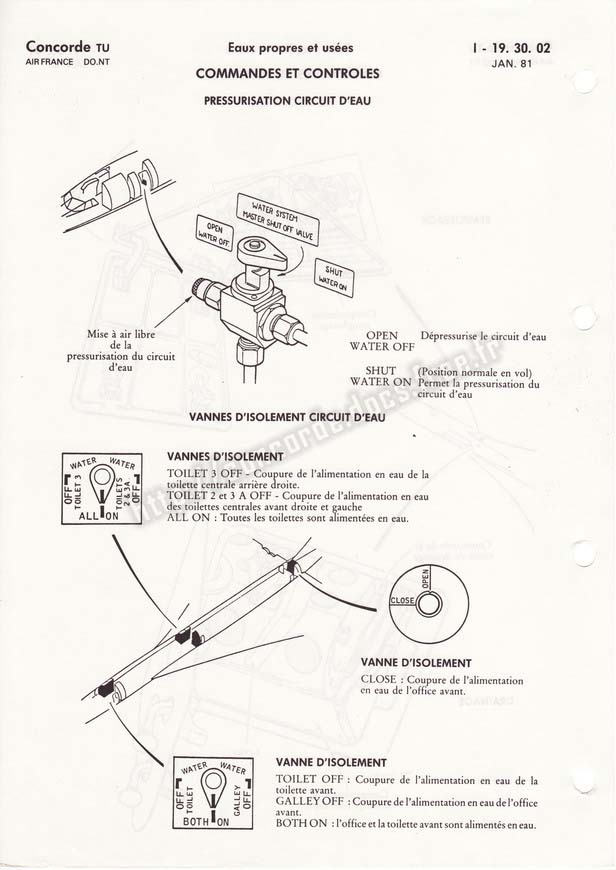 Concorde TU
AIR FRANCE DO.NT
Eaux propres et usées
I - 19. 30. 02
JAN. 81
COMMANDES ET CONTROLES
PRESSURISATION CIRCUIT D'EAU
WATER SYSTEM
MASTER SHUT OFF VALVE
OPEN
WATER OFF
SHUT
WATER ON
Mise à air libre
de la
pressurisation du circuit
d'eau
OPEN Dépressurise le circuit d'eau
WATER OFF
SHUT (Position normale en vol)
WATER ON Permet la pressurisation du
circuit d'eau
VANNES D'ISOLEMENT CIRCUIT D'EAU
WATER WATER
OFF TOILET 3
TOILETS 2 & 3A OFF
ALL ON
VANNES D'ISOLEMENT
TOILET 3 OFF - Coupure de l'alimentation en eau de la
toilette centrale arrière droite.
TOILET 2 et 3 A OFF - Coupure de l'alimentation en eau
des toilettes centrales avant droite et gauche
ALL ON : Toutes les toilettes sont alimentées en eau.
OPEN
CLOSE
VANNE D'ISOLEMENT
CLOSE : Coupure de l'alimentation
en eau de l'office avant.
WATER WATER
OFF TOILET
GALLEY OFF
BOTH ON
VANNE D'ISOLEMENT
TOILET OFF : Coupure de l'alimentation en eau de la
toilette avant.
GALLEY OFF : Coupure de l'alimentation en eau de l'office
avant.
BOTH ON : l'office et la toilette avant sont alimentés en eau.